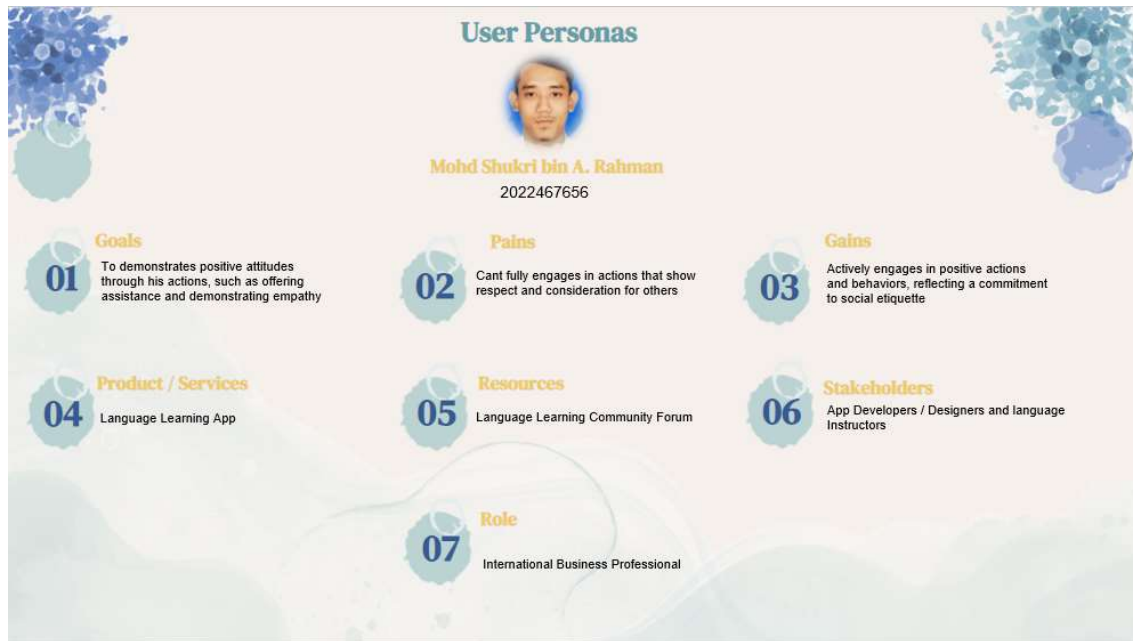 User Personas
Mohd Shukri bin A. Rahman
2022467656
Goals
01
To demonstrates positive attitudes
through his actions, such as offering
assistance and demonstrating empathy
Pains
02
Cant fully engages in actions that show
respect and consideration for others
Gains
03
Actively engages in positive actions
and behaviors, reflecting a commitment
to social etiquette
Product / Services
04
Language Learning App
Resources
05
Language Learning Community Forum
Stakeholders
06
App Developers / Designers and language
Instructors
Role
07
International Business Professional